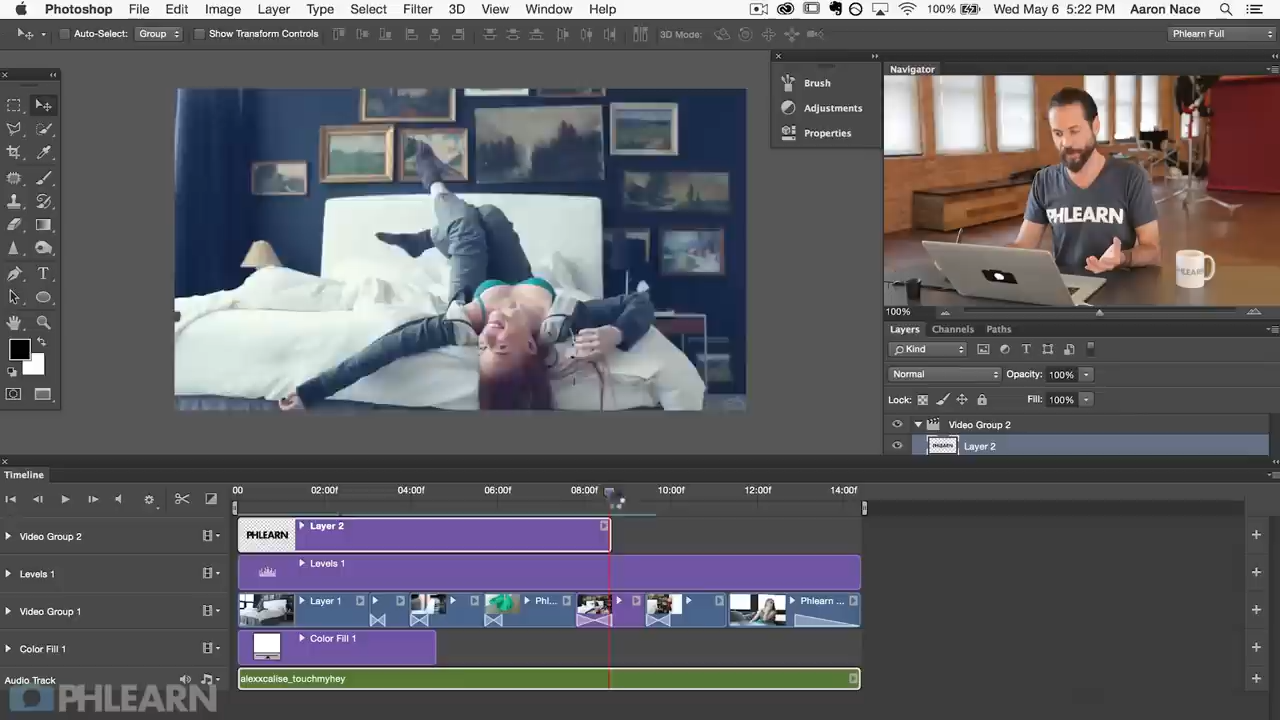 Photoshop File Edit Image Layer Type Select Filter 3D View Window Help 100% Wed May 6 5:22 PM Aaron Nace
Auto-Select: Group Show Transform Controls 3D Mode: Phlearn Full
Navigator
Brush
Adjustments
Properties
PHLEARN
PHLEARN
100%
Layers Channels Paths
Kind
Normal Opacity: 100%
Lock: Fill: 100%
Video Group 2
PHLEARN Layer 2
Timeline
00 02:00f 04:00f 06:00f 08:00f 10:00f 12:00f 14:00f
Video Group 2 PHLEARN Layer 2
Levels 1 Levels 1
Video Group 1 Layer 1 Phl... Phlearn ...
Color Fill 1 Color Fill 1
Audio Track alexxcalise_touchmyhey
PHLEARN